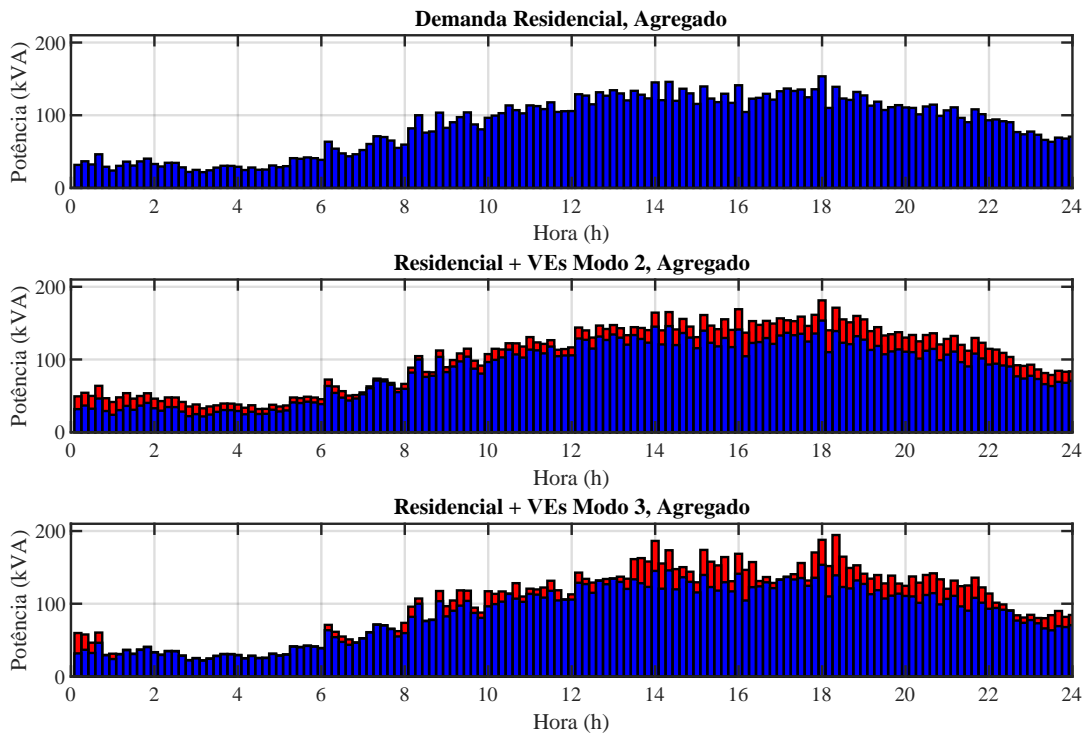 Demanda Residencial, Agregado
Potência (kVA)
200
100
0
0 2 4 6 8 10 12 14 16 18 20 22 24
Hora (h)
Residencial + VEs Modo 2, Agregado
Potência (kVA)
200
100
0
0 2 4 6 8 10 12 14 16 18 20 22 24
Hora (h)
Residencial + VEs Modo 3, Agregado
Potência (kVA)
200
100
0
0 2 4 6 8 10 12 14 16 18 20 22 24
Hora (h)